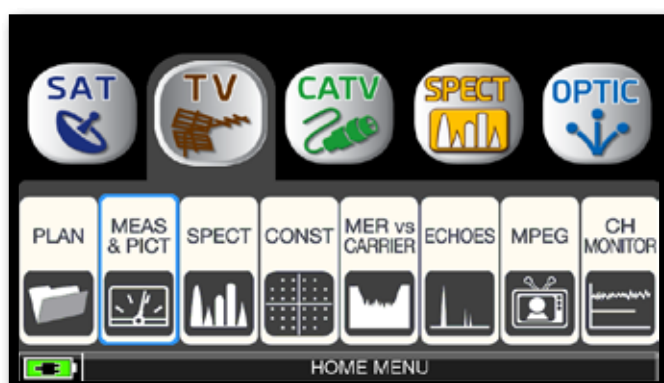 SAT
TV
CATV
SPECT
OPTIC
PLAN
MEAS
& PICT
SPECT
CONST
MER vs
CARRIER
ECHOES
MPEG
CH
MONITOR
HOME MENU